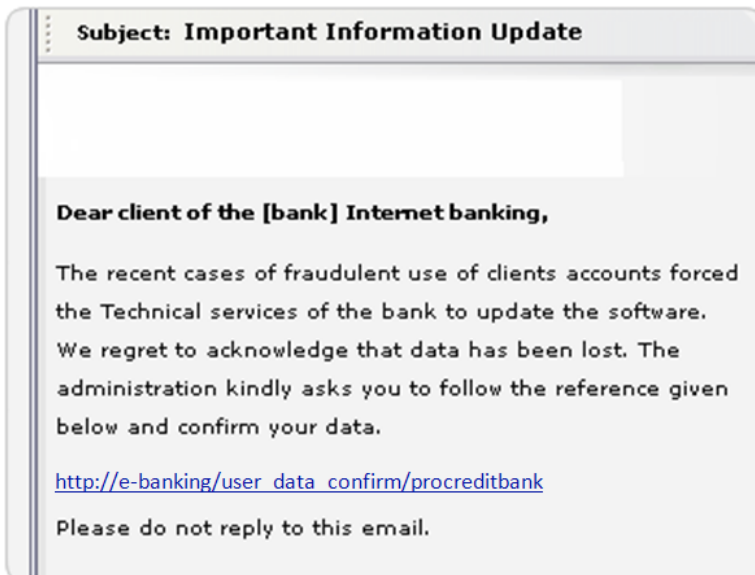 Subject: Important Information Update
Dear client of the [bank] Internet banking,
The recent cases of fraudulent use of clients accounts forced
the Technical services of the bank to update the software.
We regret to acknowledge that data has been lost. The
administration kindly asks you to follow the reference given
below and confirm your data.
http://e-banking/user_data_confirm/procreditbank
Please do not reply to this email.